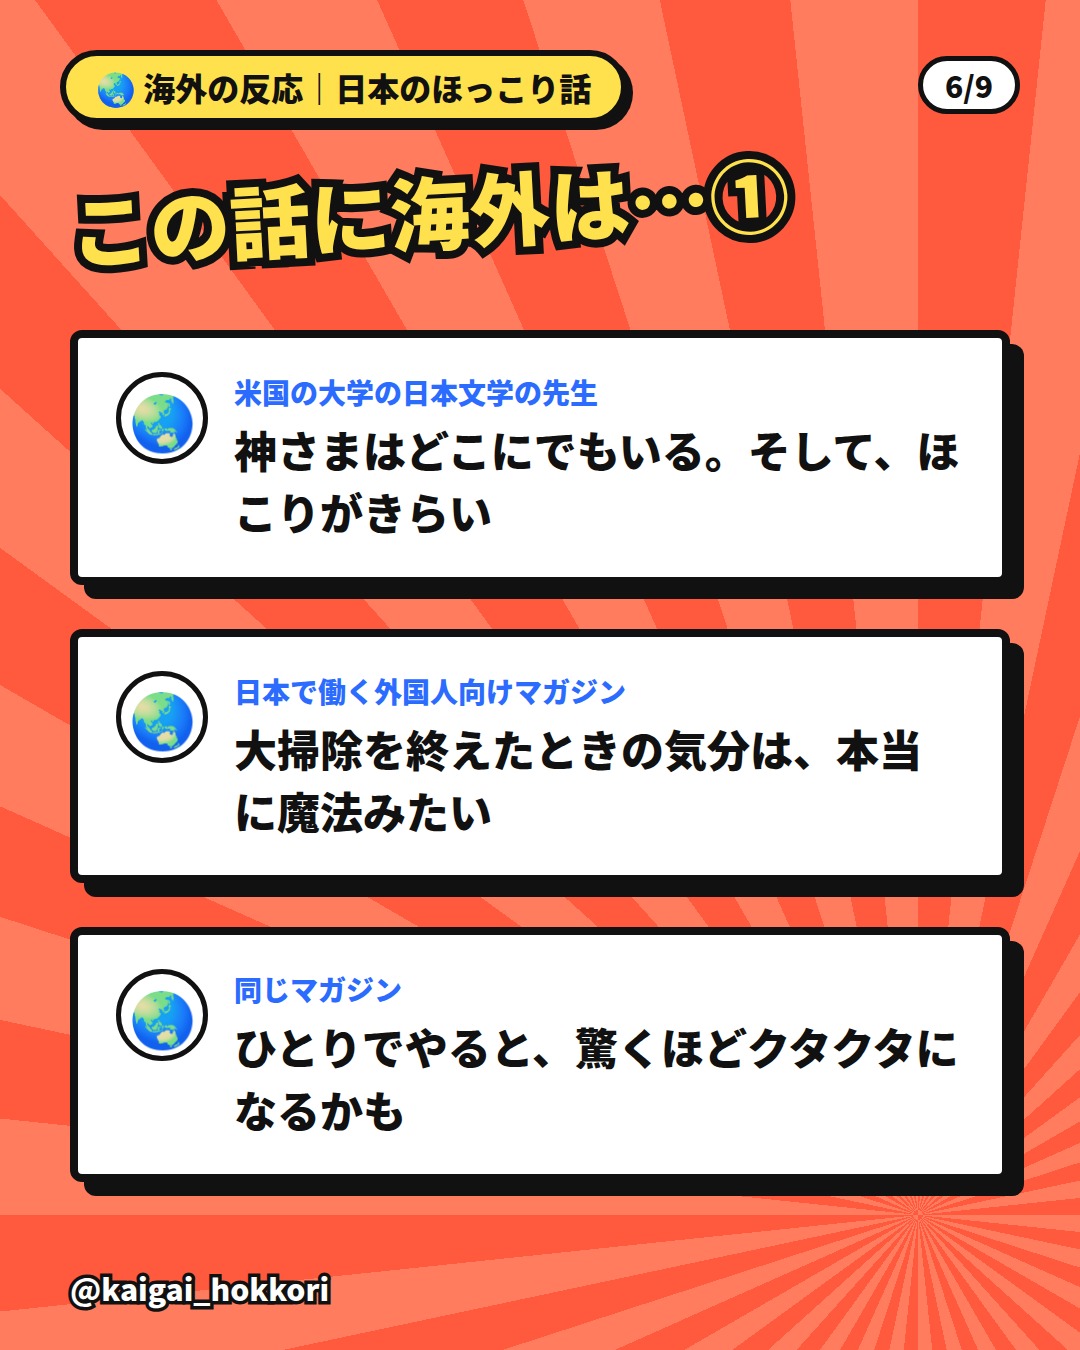 🌏 海外の反応｜日本のほっこり話
6/9
この話に海外は…①
米国の大学の日本文学の先生
神さまはどこにでもいる。そして、ほ
こりがきらい
日本で働く外国人向けマガジン
大掃除を終えたときの気分は、本当
に魔法みたい
同じマガジン
ひとりでやると、驚くほどクタクタに
なるかも
@kaigai_hokkori